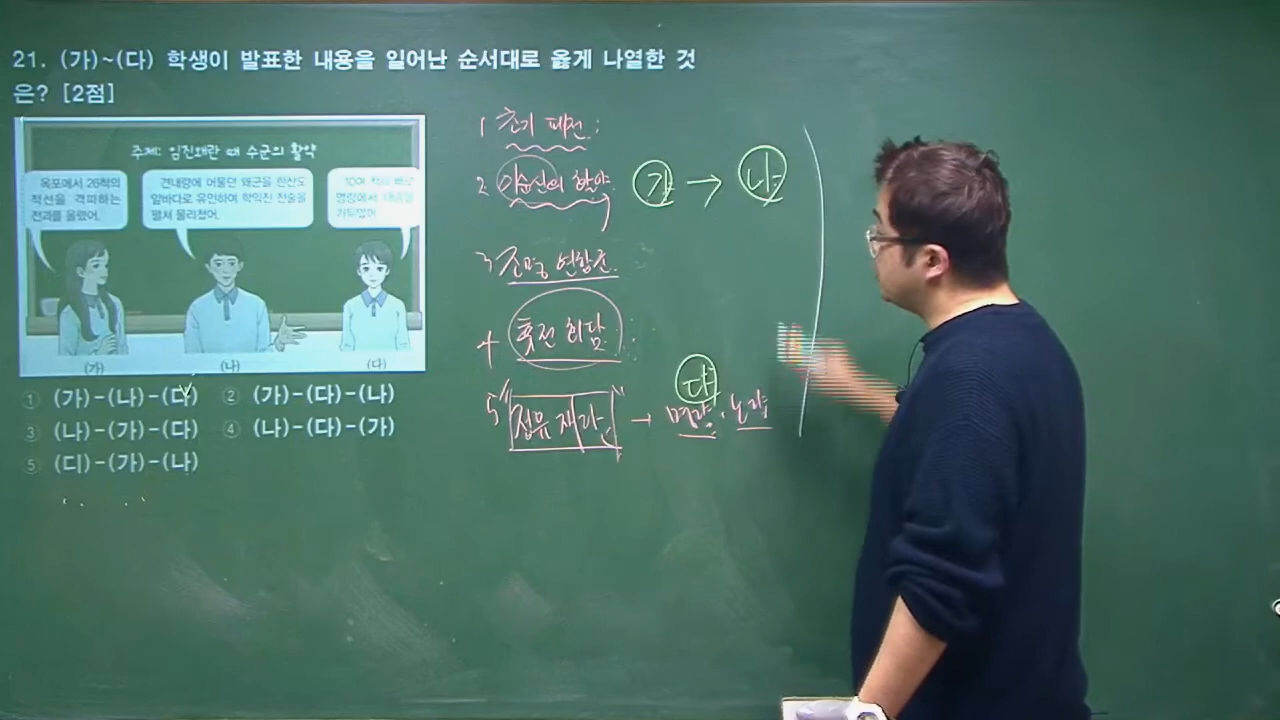 21. (가)~(다) 학생이 발표한 내용을 일어난 순서대로 옳게 나열한 것
은? [2점]
주제: 임진왜란 때 수군의 활약
옥포에서 26척의
적선을 격파하는
전과를 올렸어.
견내량에 머물던 왜군을 한산도
앞바다로 유인하여 학익진 전술을
펼쳐 물리쳤어.
명량에서
거두었어.
(가)
(나)
(다)
① (가)-(나)-(다)
② (가)-(다)-(나)
③ (나)-(가)-(다)
④ (나)-(다)-(가)
⑤ (다)-(가)-(나)
1 초기 패전:
2 이순신의 활약 가 → 나
3 조명 연합군.
4 휴전 회담
5 "정유재란" → 명량, 노량
다